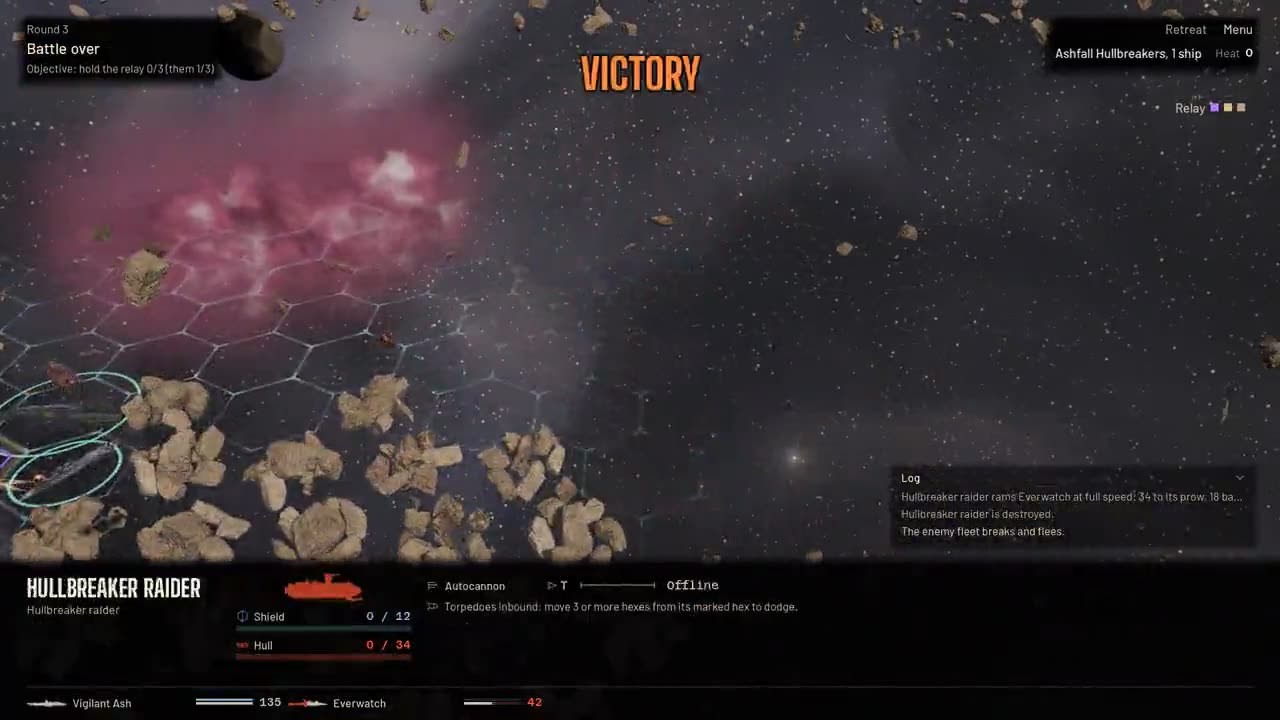 Round 3
Battle over
Objective: hold the relay 0/3 (them 1/3)
VICTORY
Retreat Menu
Ashfall Hullbreakers, 1 ship Heat 0
Relay
Log
Hullbreaker raider rams Everwatch at full speed: 34 to its prow, 18 ba...
Hullbreaker raider is destroyed.
The enemy fleet breaks and flees.
HULLBREAKER RAIDER
Hullbreaker raider
Shield 0 / 12
Hull 0 / 34
Autocannon T Offline
Torpedoes inbound: move 3 or more hexes from its marked hex to dodge.
Vigilant Ash 135 Everwatch 42